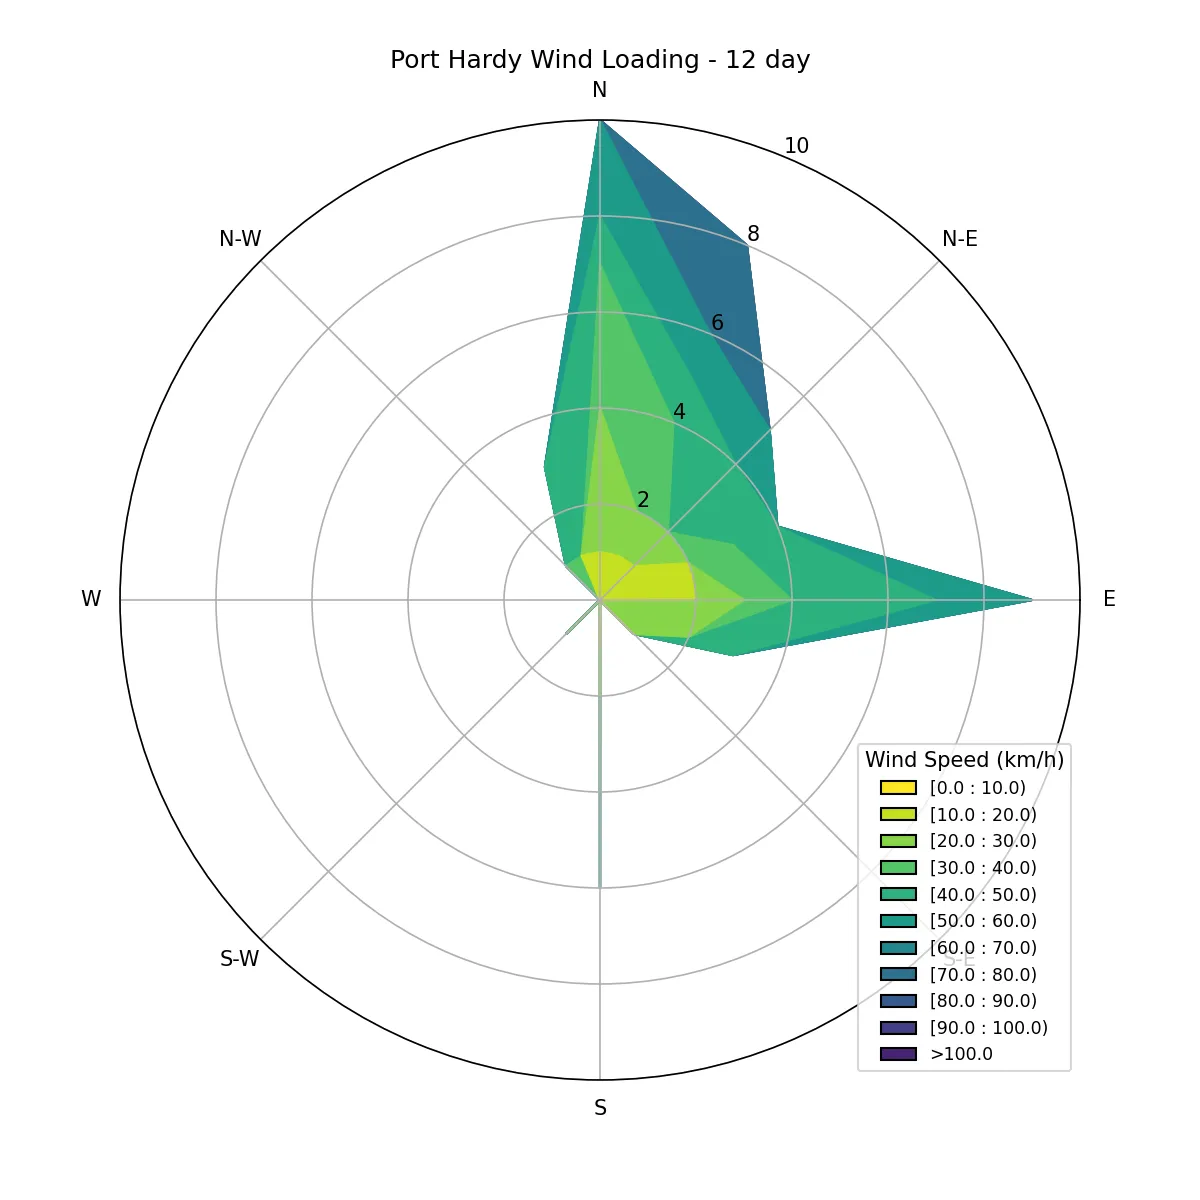 Port Hardy Wind Loading - 12 day
N
10
N-W
8
N-E
6
4
2
W
E
Wind Speed (km/h)
[0.0 : 10.0)
[10.0 : 20.0)
[20.0 : 30.0)
[30.0 : 40.0)
[40.0 : 50.0)
[50.0 : 60.0)
[60.0 : 70.0)
[70.0 : 80.0)
[80.0 : 90.0)
[90.0 : 100.0)
>100.0
S-W
S-E
S